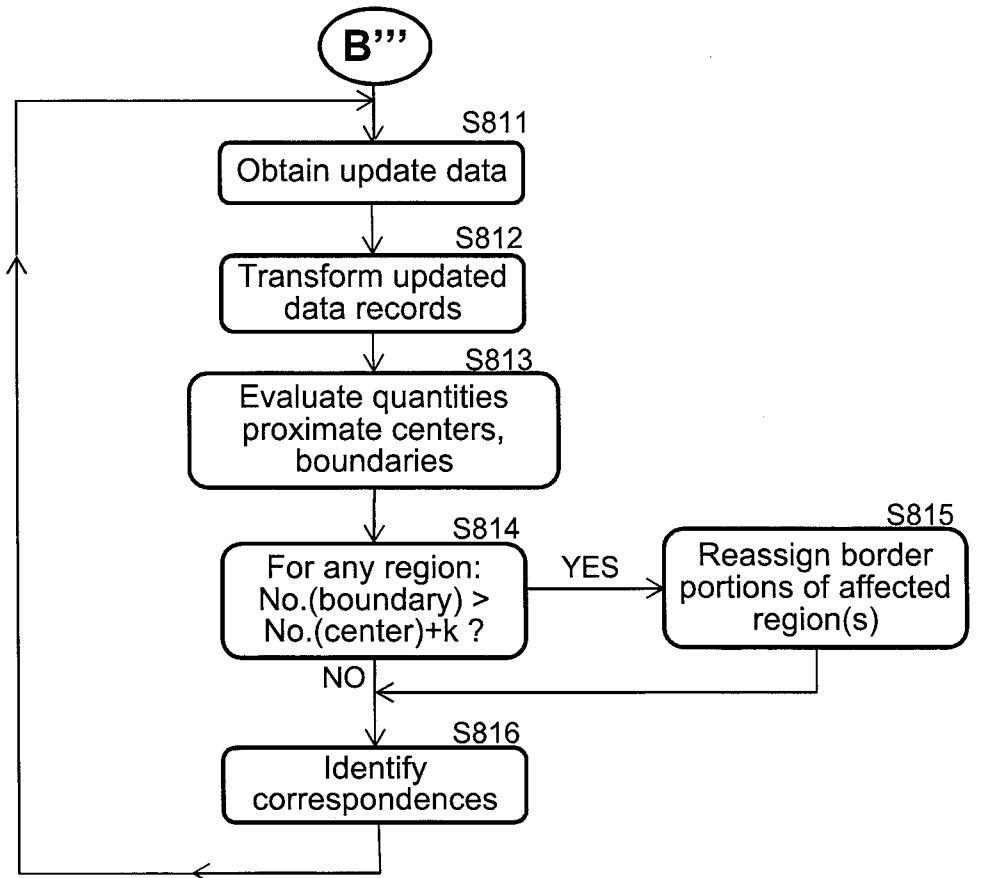 B’’’
S811
Obtain update data
S812
Transform updated
data records
S813
Evaluate quantities
proximate centers,
boundaries
S814
For any region:
No.(boundary) >
No.(center)+k ?
YES
S815
Reassign border
portions of affected
region(s)
NO
S816
Identify
correspondences